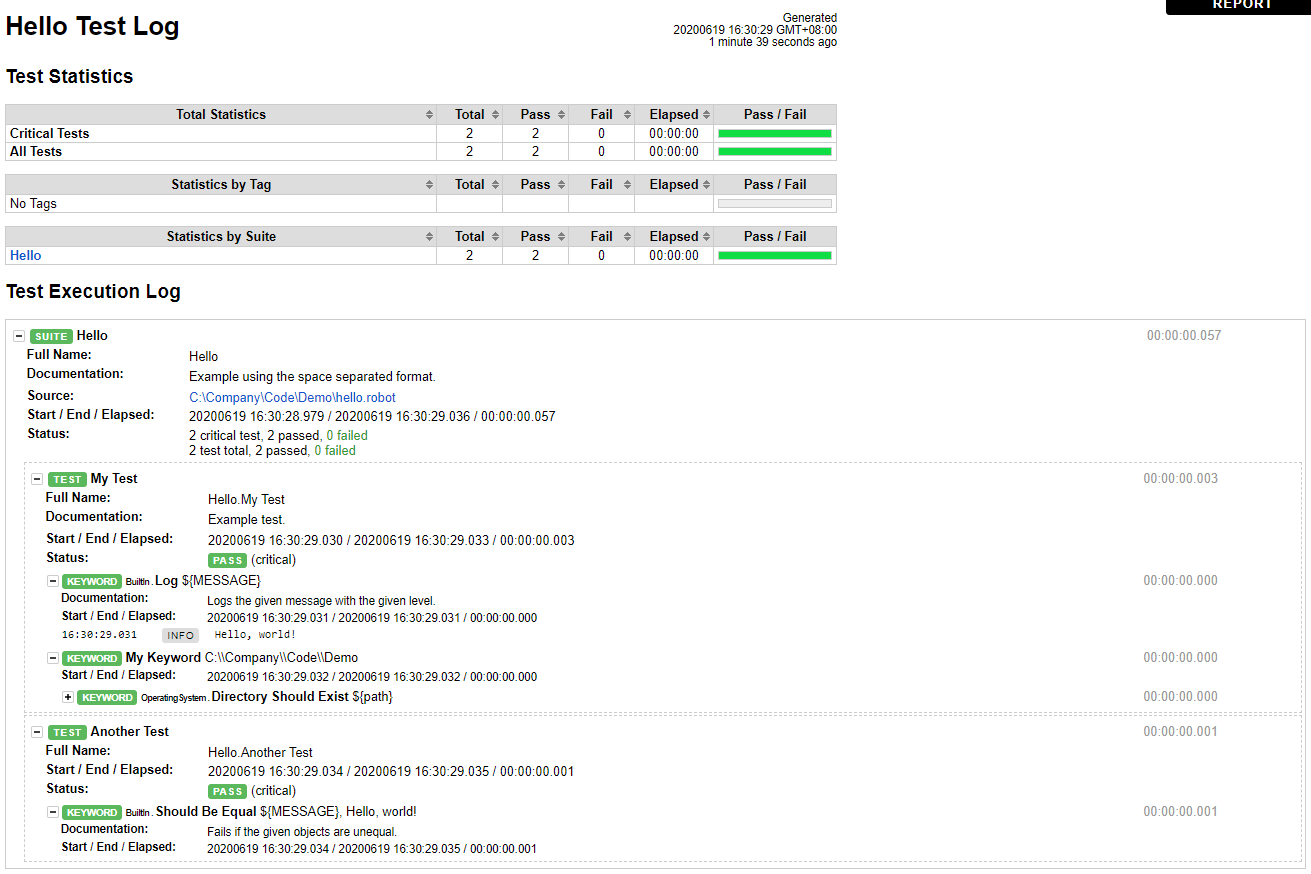 REPORT
Hello Test Log
Generated
20200619 16:30:29 GMT+08:00
1 minute 39 seconds ago
Test Statistics
Total Statistics Total Pass Fail Elapsed Pass / Fail
Critical Tests 2 2 0 00:00:00
All Tests 2 2 0 00:00:00
Statistics by Tag Total Pass Fail Elapsed Pass / Fail
No Tags
Statistics by Suite Total Pass Fail Elapsed Pass / Fail
Hello 2 2 0 00:00:00
Test Execution Log
SUITE Hello 00:00:00.057
Full Name: Hello
Documentation: Example using the space separated format.
Source: C:\Company\Code\Demo\hello.robot
Start / End / Elapsed: 20200619 16:30:28.979 / 20200619 16:30:29.036 / 00:00:00.057
Status: 2 critical test, 2 passed, 0 failed
2 test total, 2 passed, 0 failed
TEST My Test 00:00:00.003
Full Name: Hello.My Test
Documentation: Example test.
Start / End / Elapsed: 20200619 16:30:29.030 / 20200619 16:30:29.033 / 00:00:00.003
Status: PASS (critical)
KEYWORD BuiltIn. Log ${MESSAGE} 00:00:00.000
Documentation: Logs the given message with the given level.
Start / End / Elapsed: 20200619 16:30:29.031 / 20200619 16:30:29.031 / 00:00:00.000
16:30:29.031 INFO Hello, world!
KEYWORD My Keyword C:\\Company\\Code\\Demo 00:00:00.000
Start / End / Elapsed: 20200619 16:30:29.032 / 20200619 16:30:29.032 / 00:00:00.000
KEYWORD OperatingSystem. Directory Should Exist ${path} 00:00:00.000
TEST Another Test 00:00:00.001
Full Name: Hello.Another Test
Start / End / Elapsed: 20200619 16:30:29.034 / 20200619 16:30:29.035 / 00:00:00.001
Status: PASS (critical)
KEYWORD BuiltIn. Should Be Equal ${MESSAGE}, Hello, world! 00:00:00.001
Documentation: Fails if the given objects are unequal.
Start / End / Elapsed: 20200619 16:30:29.034 / 20200619 16:30:29.035 / 00:00:00.001